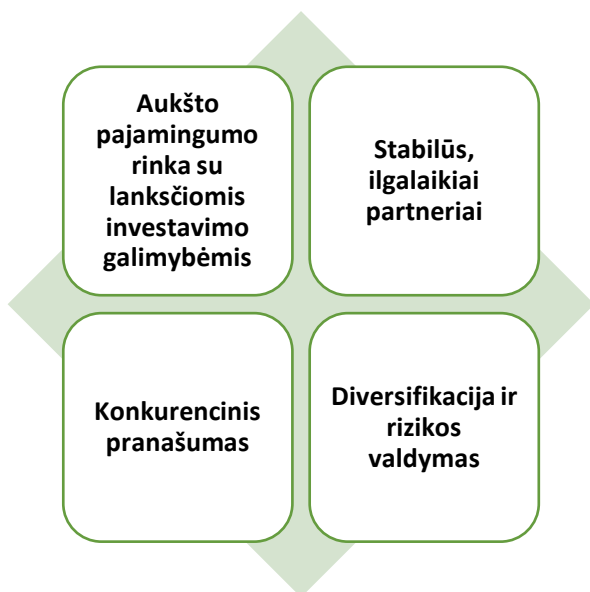 Aukšto
pajamingumo
rinka su
lanksčiomis
investavimo
galimybėmis
Stabilūs,
ilgalaikiai
partneriai
Konkurencinis
pranašumas
Diversifikacija ir
rizikos
valdymas